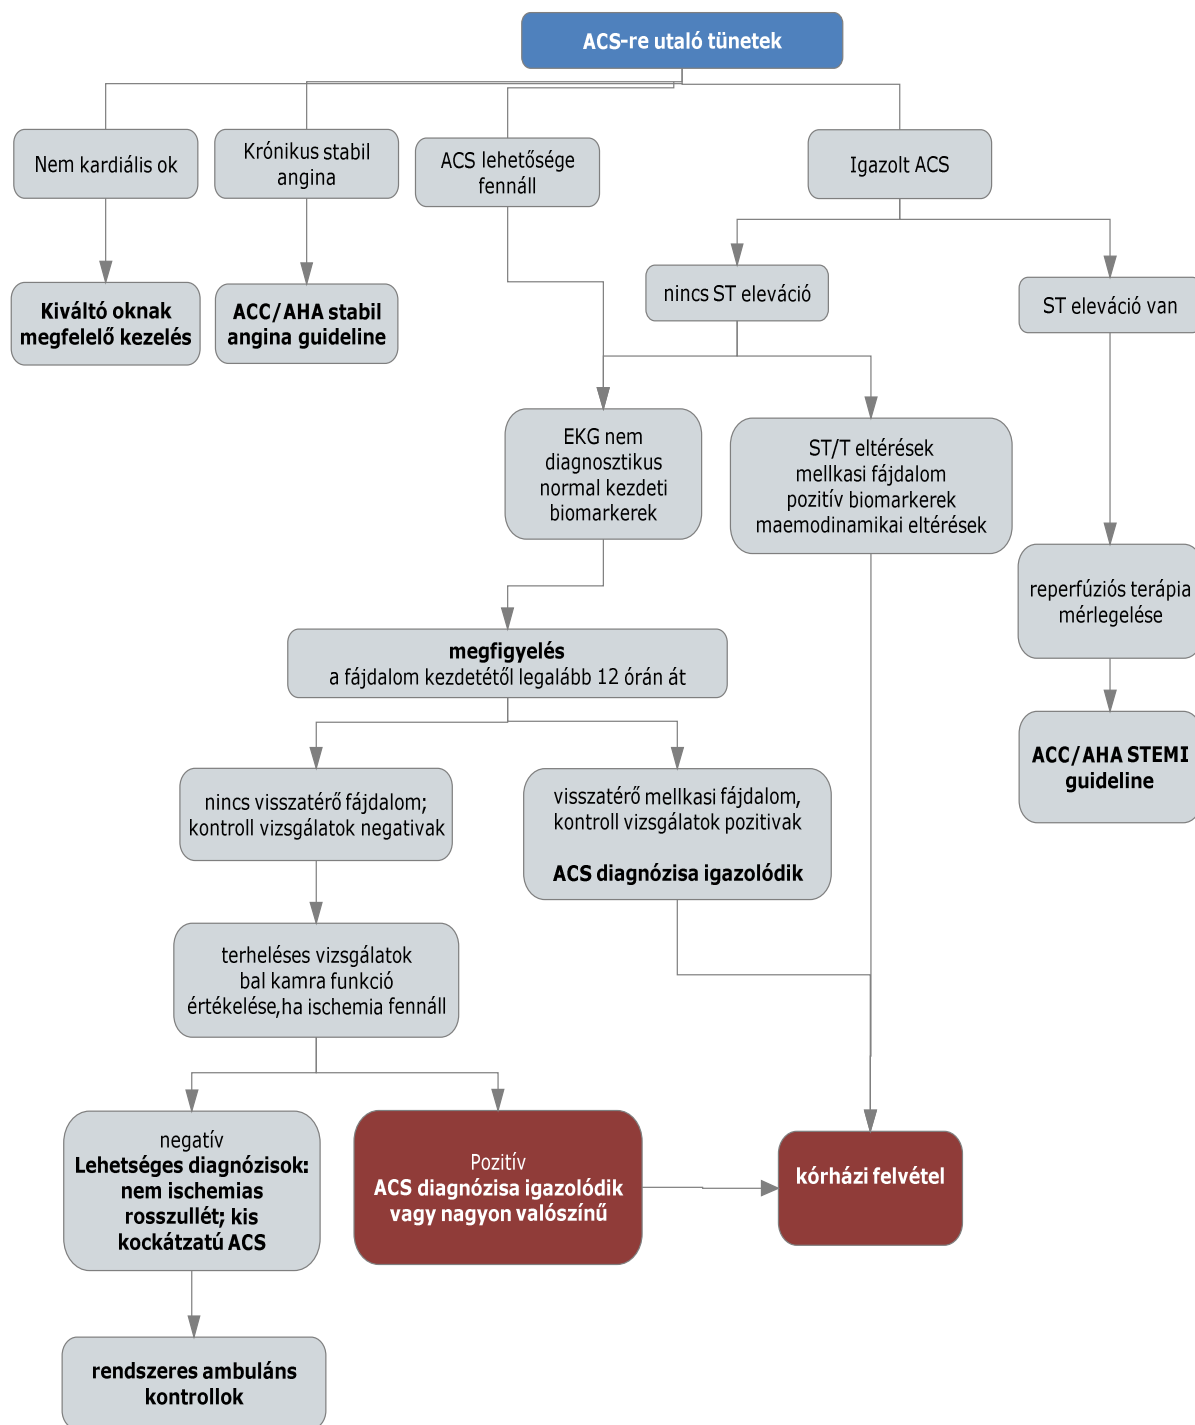 ACS-re utaló tünetek
Nem kardiális ok
Krónikus stabil
angina
ACS lehetősége
fennáll
Igazolt ACS
Kiváltó oknak
megfelelő kezelés
ACC/AHA stabil
angina guideline
nincs ST eleváció
ST eleváció van
EKG nem
diagnosztikus
normal kezdeti
biomarkerek
ST/T eltérések
mellkasi fájdalom
pozitív biomarkerek
maemodinamikai eltérések
reperfúziós terápia
mérlegelése
megfigyelés
a fájdalom kezdetétől legalább 12 órán át
ACC/AHA STEMI
guideline
nincs visszatérő fájdalom;
kontroll vizsgálatok negativak
visszatérő mellkasi fájdalom,
kontroll vizsgálatok pozitivak
ACS diagnózisa igazolódik
terheléses vizsgálatok
bal kamra funkció
értékelése,ha ischemia fennáll
negatív
Lehetséges diagnózisok:
nem ischemias
rosszullét; kis
kockátzatú ACS
Pozitív
ACS diagnózisa igazolódik
vagy nagyon valószínű
kórházi felvétel
rendszeres ambuláns
kontrollok